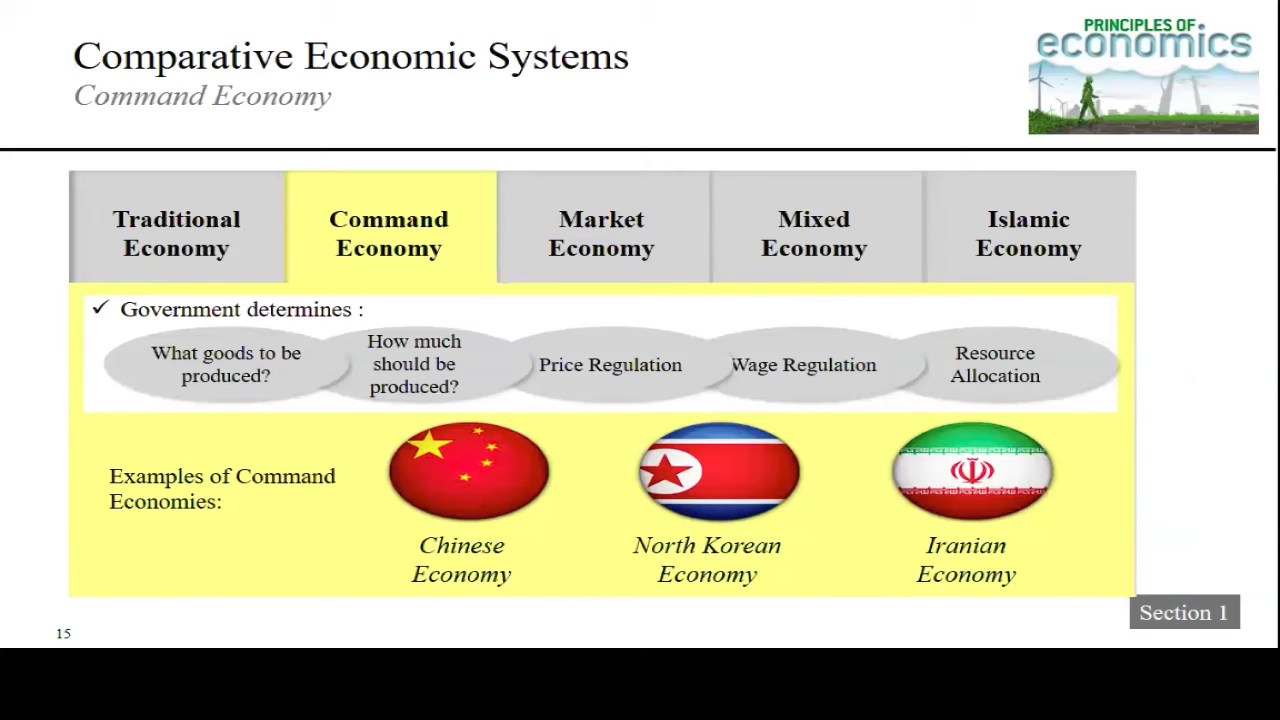 Comparative Economic Systems
Command Economy
PRINCIPLES OF
economics
Traditional
Economy
Command
Economy
Market
Economy
Mixed
Economy
Islamic
Economy
✓ Government determines :
What goods to be
produced?
How much
should be
produced?
Price Regulation
Wage Regulation
Resource
Allocation
Examples of Command
Economies:
Chinese
Economy
North Korean
Economy
Iranian
Economy
Section 1
15